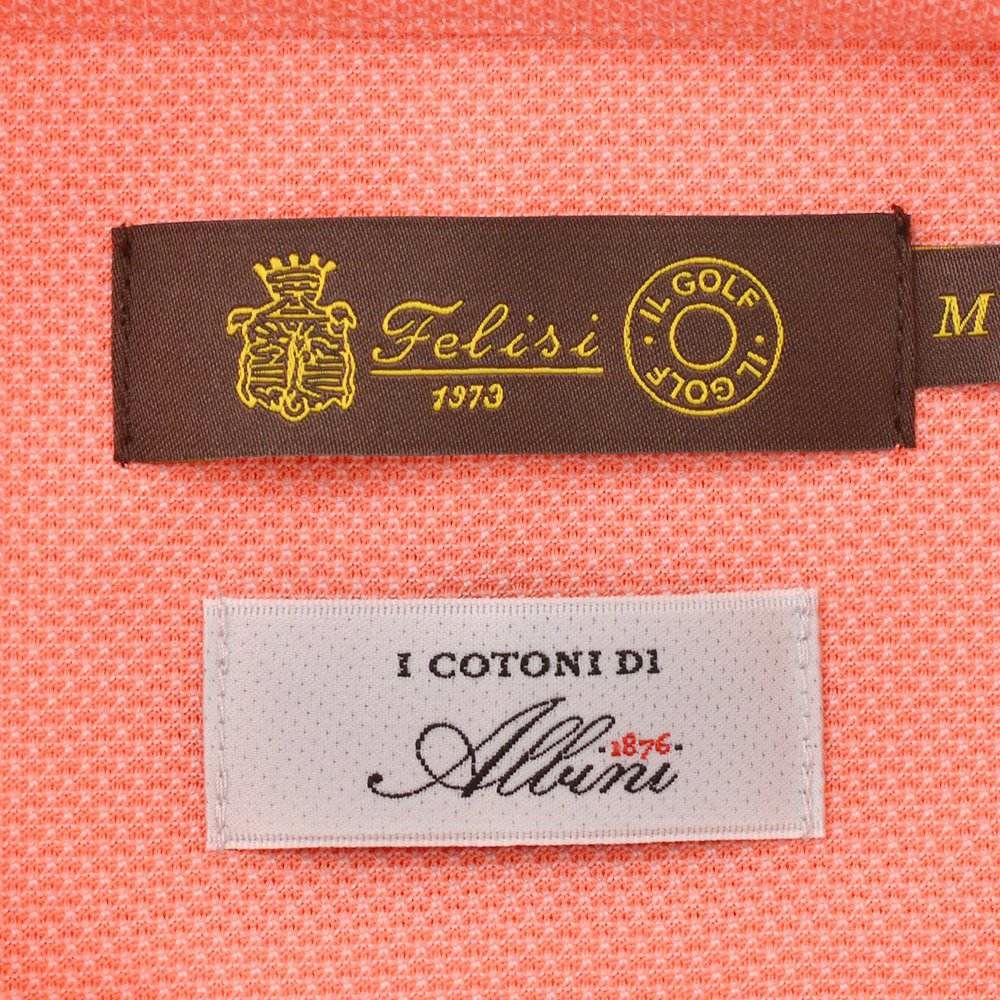 Felisi
1973
IL GOLF · IL GOLF ·
M
I COTONI DI
Albini
·1876·